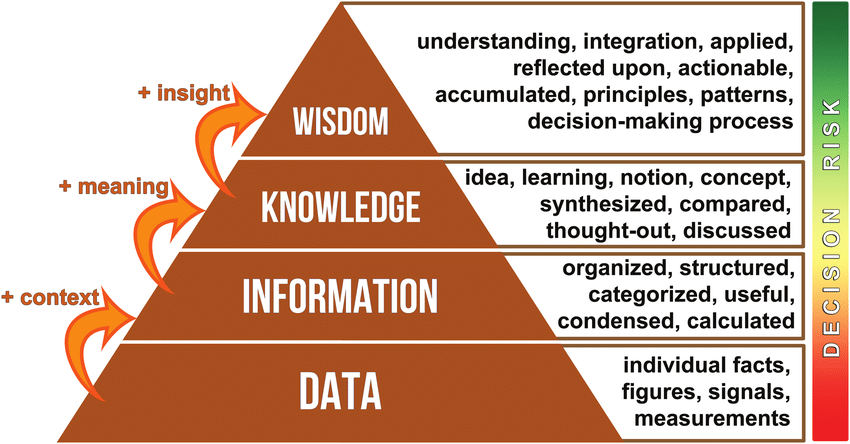 understanding, integration, applied,
reflected upon, actionable,
accumulated, principles, patterns,
decision-making process
+ insight
WISDOM
idea, learning, notion, concept,
synthesized, compared,
thought-out, discussed
+ meaning
KNOWLEDGE
organized, structured,
categorized, useful,
condensed, calculated
+ context
INFORMATION
individual facts,
figures, signals,
measurements
DATA
DECISION RISK